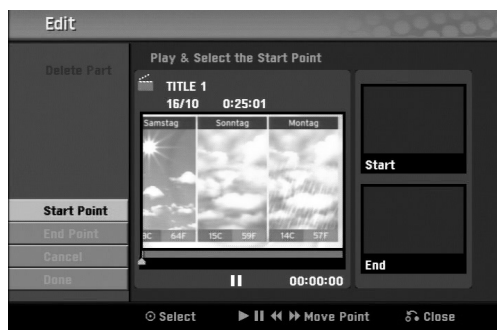 Edit
Delete Part
Play & Select the Start Point
TITLE 1
16/10 0:25:01
Samstag Sonntag Montag
9C 64F 15C 59F 14C 57F
Start
Start Point
End Point
Cancel
Done
End
00:00:00
Select Move Point Close